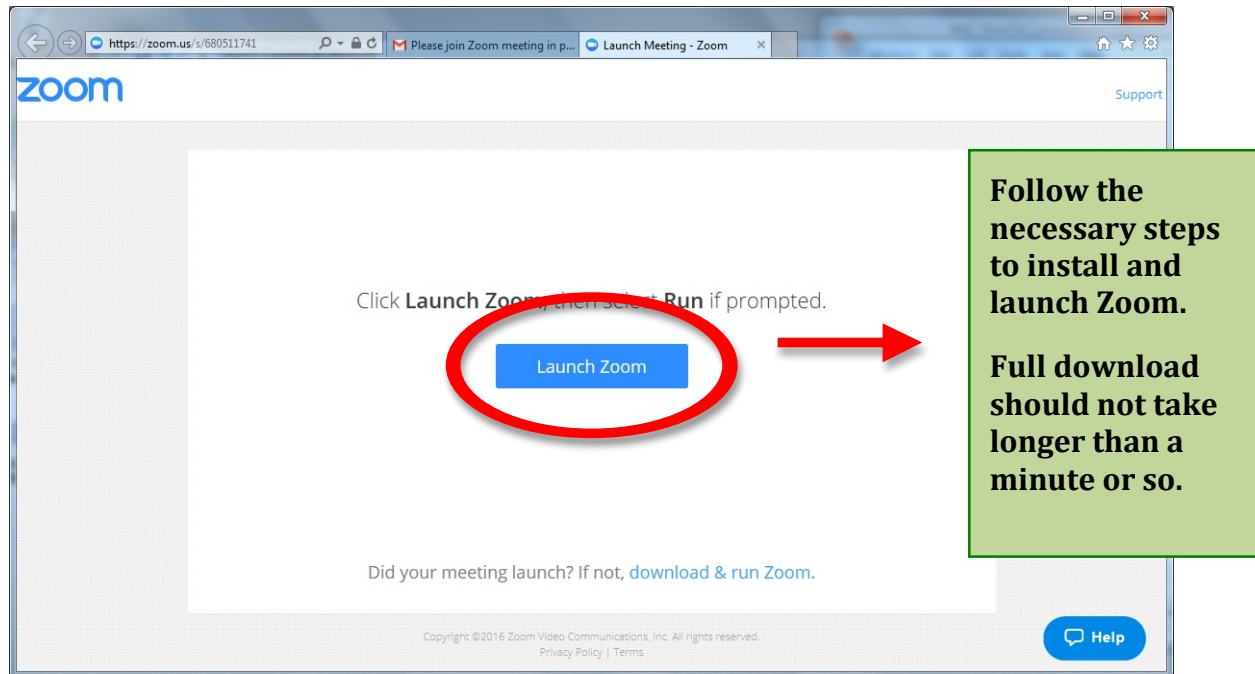 https://zoom.us/s/680511741
Please join Zoom meeting in p...
Launch Meeting - Zoom
zoom
Support
Click Launch Zoom, then select Run if prompted.
Launch Zoom
Did your meeting launch? If not, download & run Zoom.
Copyright ©2016 Zoom Video Communications, Inc. All rights reserved.
Privacy Policy | Terms
Help
Follow the
necessary steps
to install and
launch Zoom.
Full download
should not take
longer than a
minute or so.